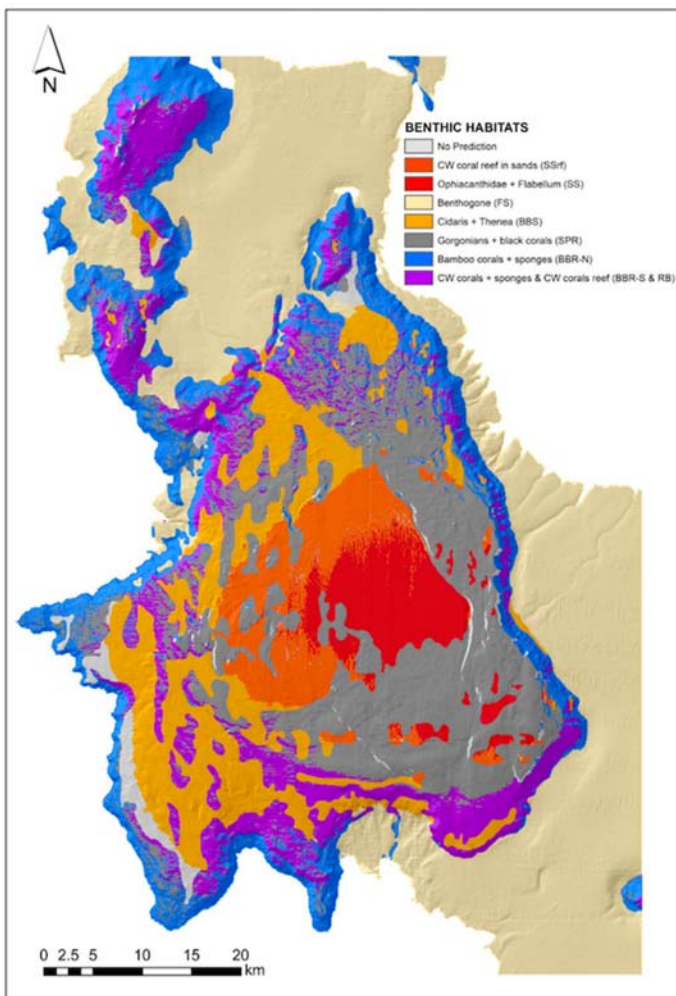 N
BENTHIC HABITATS
No Prediction
CW coral reef in sands (SSrf)
Ophiacanthidae + Flabellum (SS)
Benthogone (FS)
Cidaris + Thenea (BBS)
Gorgonians + black corals (SPR)
Bamboo corals + sponges (BBR-N)
CW corals + sponges & CW corals reef (BBR-S & RB)
0 2.5 5 10 15 20
km